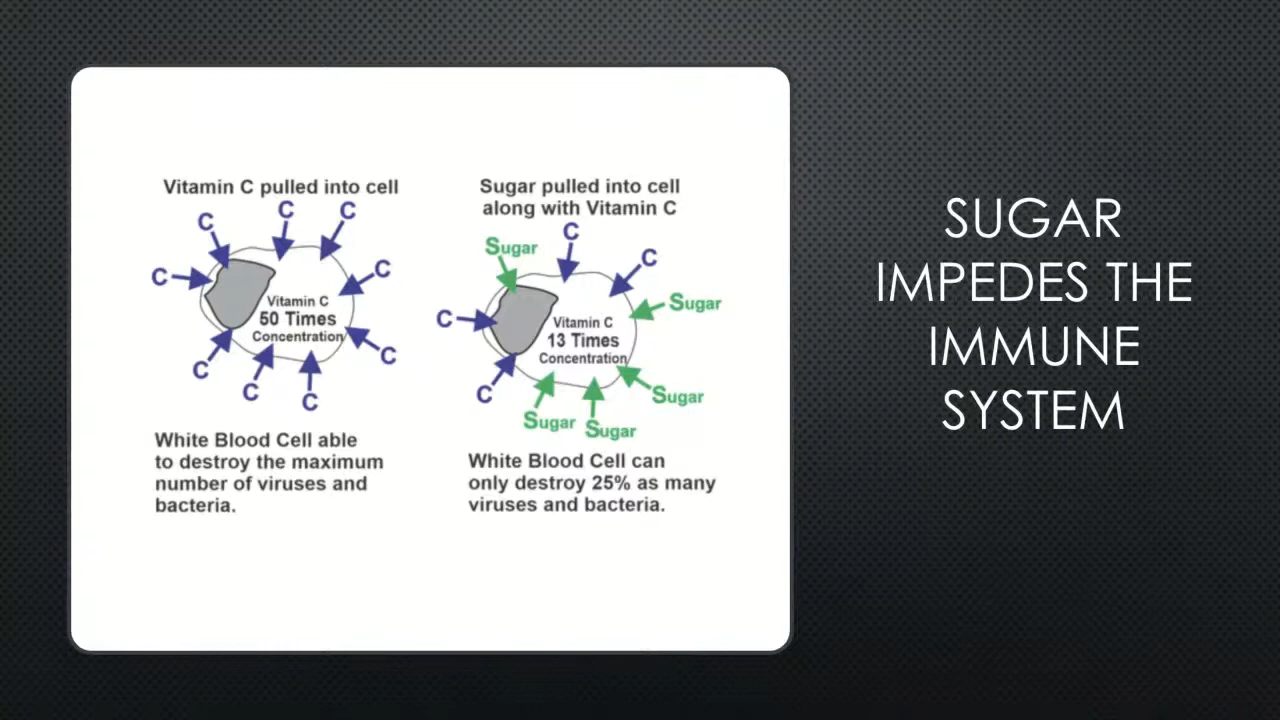 Vitamin C pulled into cell
C
C
C
C
C
C
C
C
C
Vitamin C
50 Times
Concentration
White Blood Cell able
to destroy the maximum
number of viruses and
bacteria.
Sugar pulled into cell
along with Vitamin C
C
Sugar
C
Sugar
C
Vitamin C
13 Times
Concentration
C
Sugar
Sugar
Sugar
White Blood Cell can
only destroy 25% as many
viruses and bacteria.
SUGAR
IMPEDES THE
IMMUNE
SYSTEM